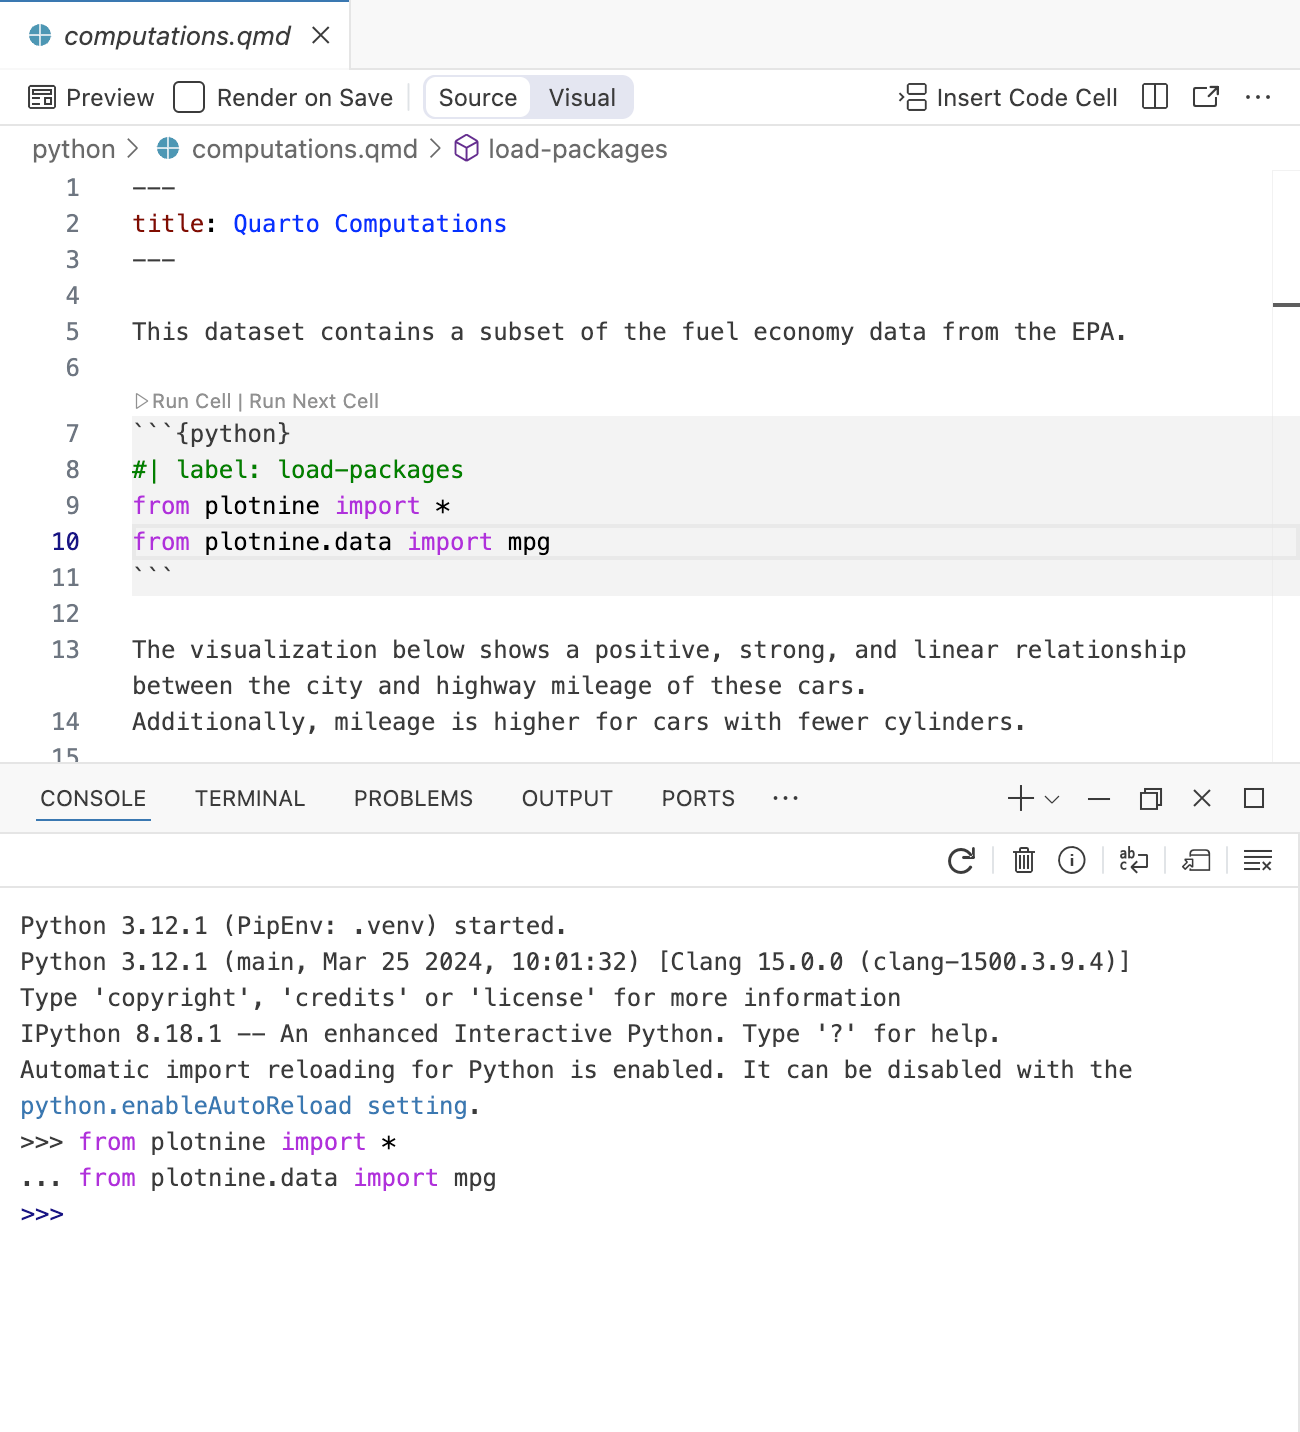 computations.qmd
Preview Render on Save Source Visual Insert Code Cell
python > computations.qmd > load-packages
1 ---
2 title: Quarto Computations
3 ---
4
5 This dataset contains a subset of the fuel economy data from the EPA.
6
Run Cell | Run Next Cell
7 ```{python}
8 #| label: load-packages
9 from plotnine import *
10 from plotnine.data import mpg
11 ```
12
13 The visualization below shows a positive, strong, and linear relationship
between the city and highway mileage of these cars.
14 Additionally, mileage is higher for cars with fewer cylinders.
15
CONSOLE TERMINAL PROBLEMS OUTPUT PORTS ...
Python 3.12.1 (PipEnv: .venv) started.
Python 3.12.1 (main, Mar 25 2024, 10:01:32) [Clang 15.0.0 (clang-1500.3.9.4)]
Type 'copyright', 'credits' or 'license' for more information
IPython 8.18.1 -- An enhanced Interactive Python. Type '?' for help.
Automatic import reloading for Python is enabled. It can be disabled with the
python.enableAutoReload setting.
>>> from plotnine import *
... from plotnine.data import mpg
>>>